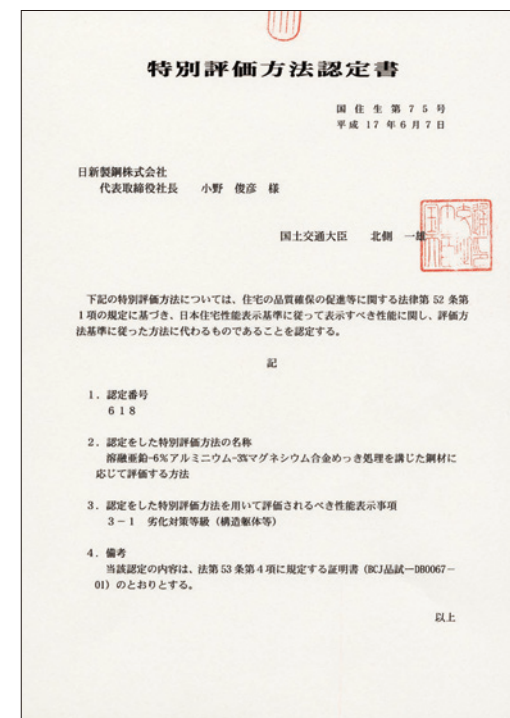 特別評価方法認定書
国住生第75号
平成17年6月7日
日新製鋼株式会社
代表取締役社長 小野 俊彦 様
国土交通大臣 北側 一雄
下記の特別評価方法については、住宅の品質確保の促進等に関する法律第 52 条第
1項の規定に基づき、日本住宅性能表示基準に従って表示すべき性能に関し、評価方
法基準に従った方法に代わるものであることを認定する。
記
1．認定番号
618
2．認定をした特別評価方法の名称
溶融亜鉛-6%アルミニウム-3%マグネシウム合金めっき処理を講じた鋼材に
応じて評価する方法
3．認定をした特別評価方法を用いて評価されるべき性能表示事項
3－1 劣化対策等級（構造躯体等）
4．備考
当該認定の内容は、法第 53 条第4項に規定する証明書（BCJ品試－DB0067－
01）のとおりとする。
以上